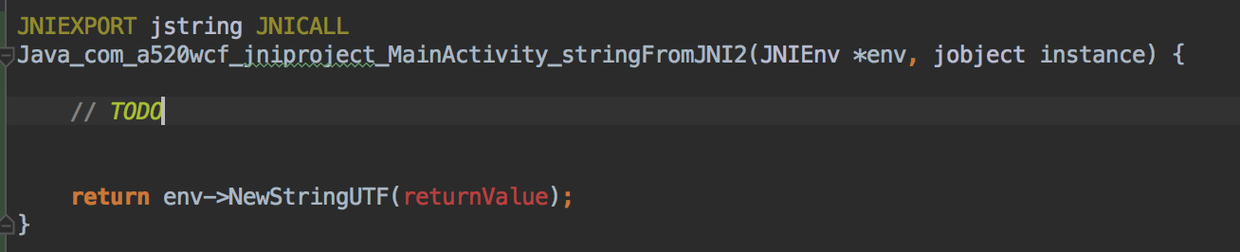 JNIEXPORT jstring JNICALL
Java_com_a520wcf_jniproject_MainActivity_stringFromJNI2(JNIEnv *env, jobject instance) {
// TODO
return env->NewStringUTF(returnValue);
}